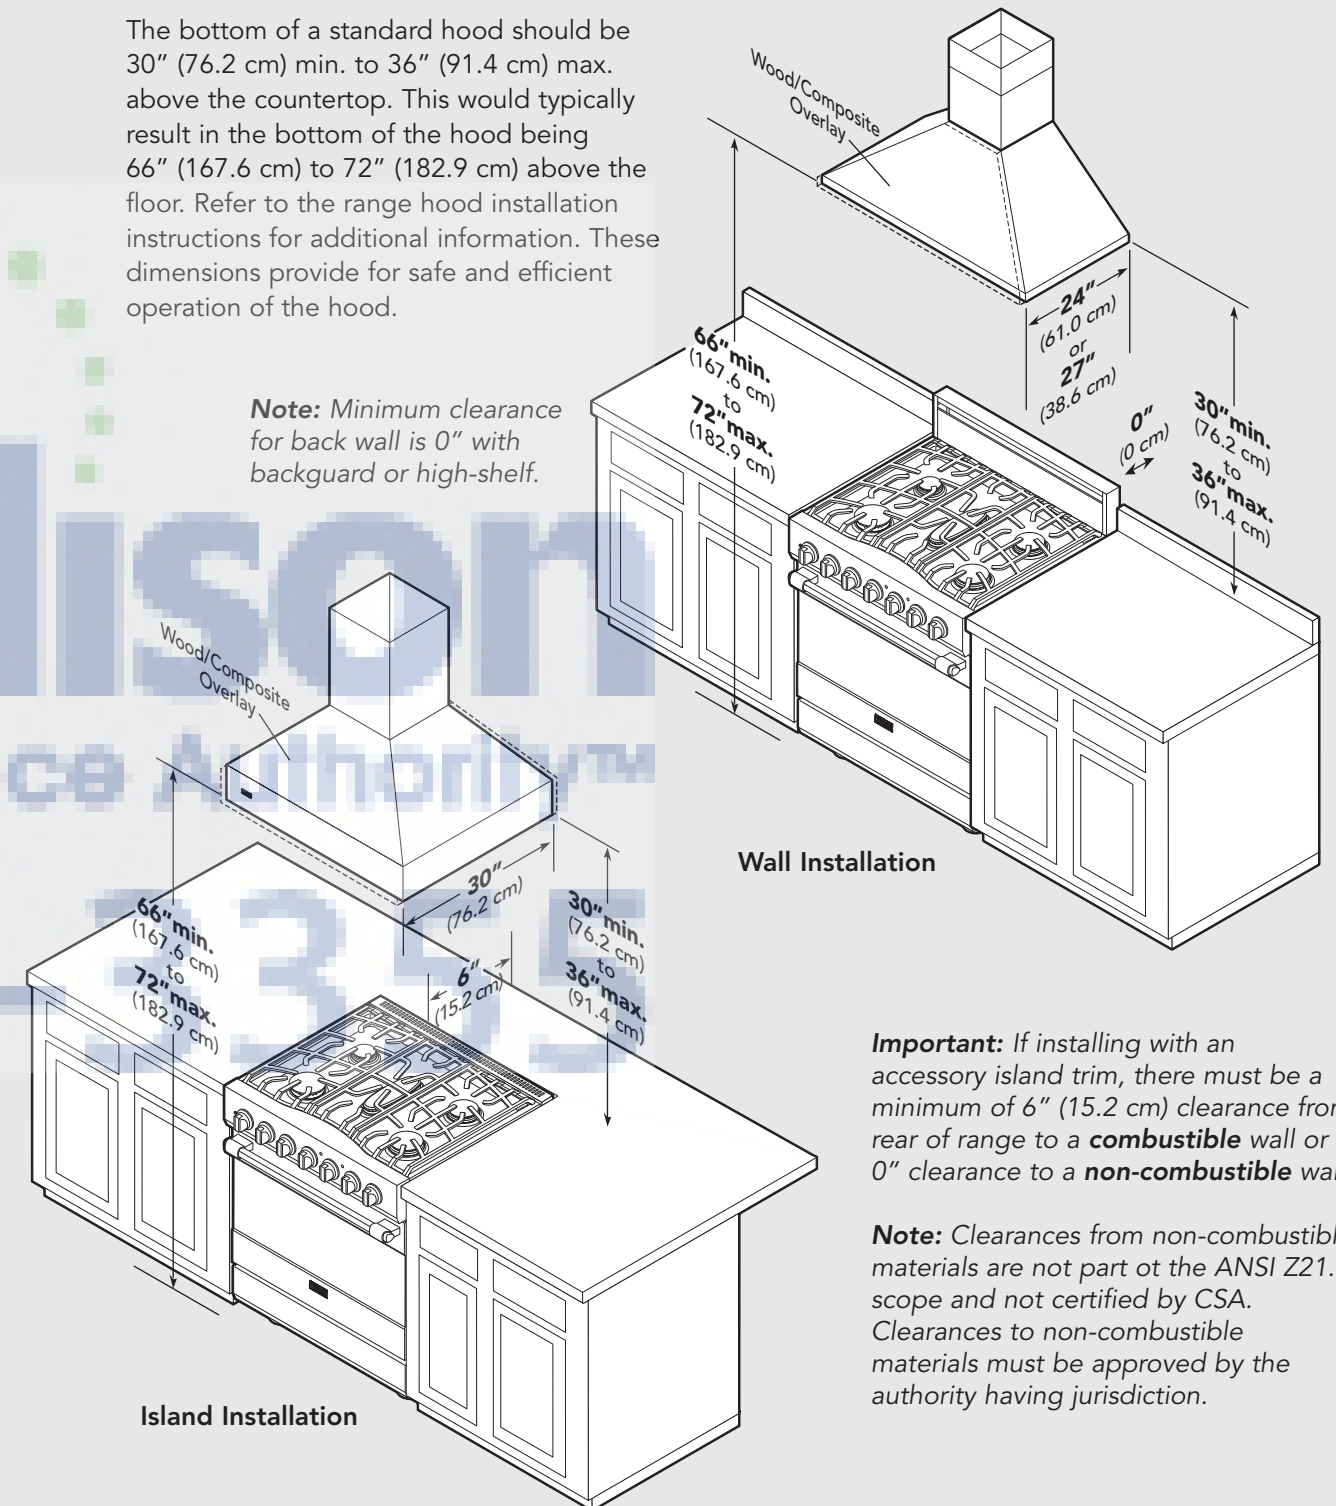 The bottom of a standard hood should be
30” (76.2 cm) min. to 36” (91.4 cm) max.
above the countertop. This would typically
result in the bottom of the hood being
66” (167.6 cm) to 72” (182.9 cm) above the
floor. Refer to the range hood installation
instructions for additional information. These
dimensions provide for safe and efficient
operation of the hood.
Note: Minimum clearance
for back wall is 0” with
backguard or high-shelf.
Wood/Composite
Overlay
66” min.
(167.6 cm)
to
72” max.
(182.9 cm)
24”
(61.0 cm)
or
27”
(38.6 cm)
0”
(0 cm)
30” min.
(76.2 cm)
to
36” max.
(91.4 cm)
Wall Installation
Wood/Composite
Overlay
66” min.
(167.6 cm)
to
72” max.
(182.9 cm)
30”
(76.2 cm)
6”
(15.2 cm)
30” min.
(76.2 cm)
to
36” max.
(91.4 cm)
Island Installation
Important: If installing with an
accessory island trim, there must be a
minimum of 6” (15.2 cm) clearance
rear of range to a combustible wall or
0” clearance to a non-combustible
Note: Clearances from
materials are not part ot the ANSI Z21.
scope and not certified by CSA.
Clearances to non-combustible
materials must be approved by the
authority having jurisdiction.
lison
ce Authority™
-3355